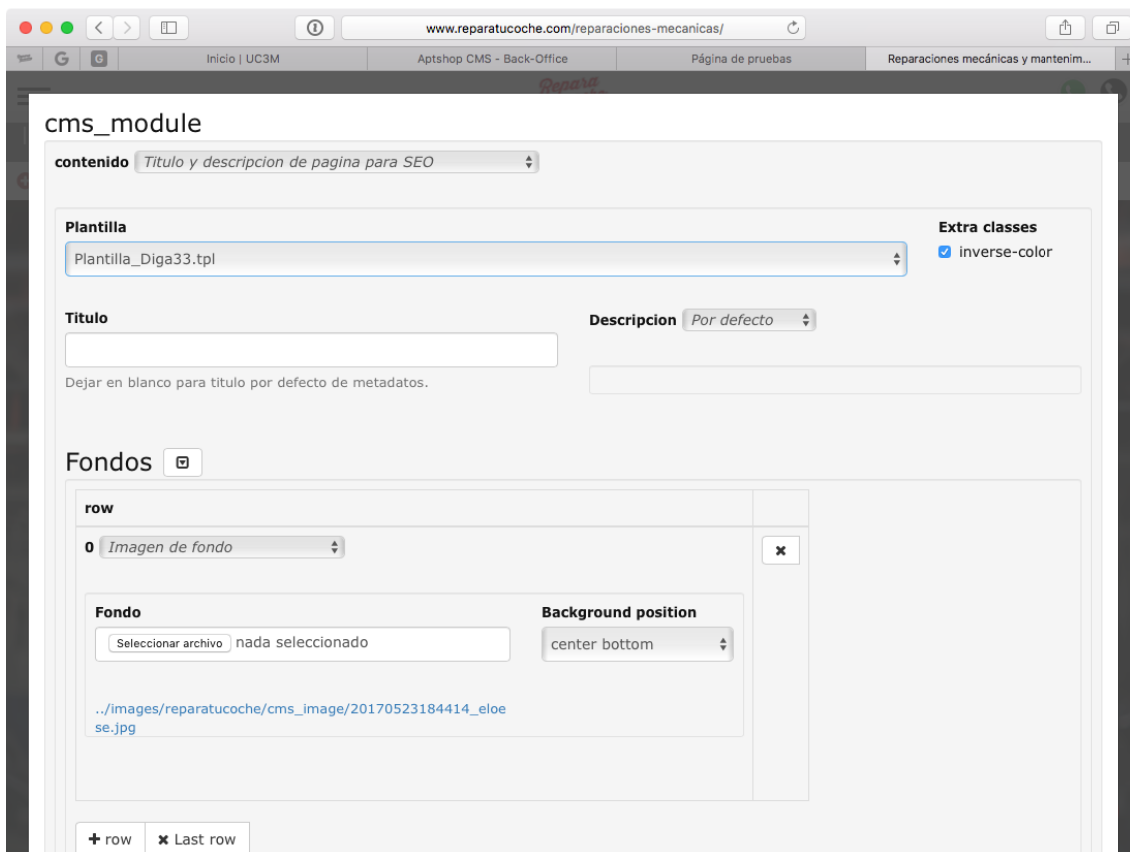 www.reparatucoche.com/reparaciones-mecanicas/
Inicio | UC3M
Aptshop CMS - Back-Office
Página de pruebas
Reparaciones mecánicas y mantenim...
Repara
cms_module
contenido Titulo y descripcion de pagina para SEO
Plantilla
Extra classes
Plantilla_Diga33.tpl
inverse-color
Titulo
Descripcion Por defecto
Dejar en blanco para titulo por defecto de metadatos.
Fondos
row
0 Imagen de fondo
Fondo
Background position
Seleccionar archivo nada seleccionado
center bottom
../images/reparatucoche/cms_image/20170523184414_eloe
se.jpg
+ row
× Last row